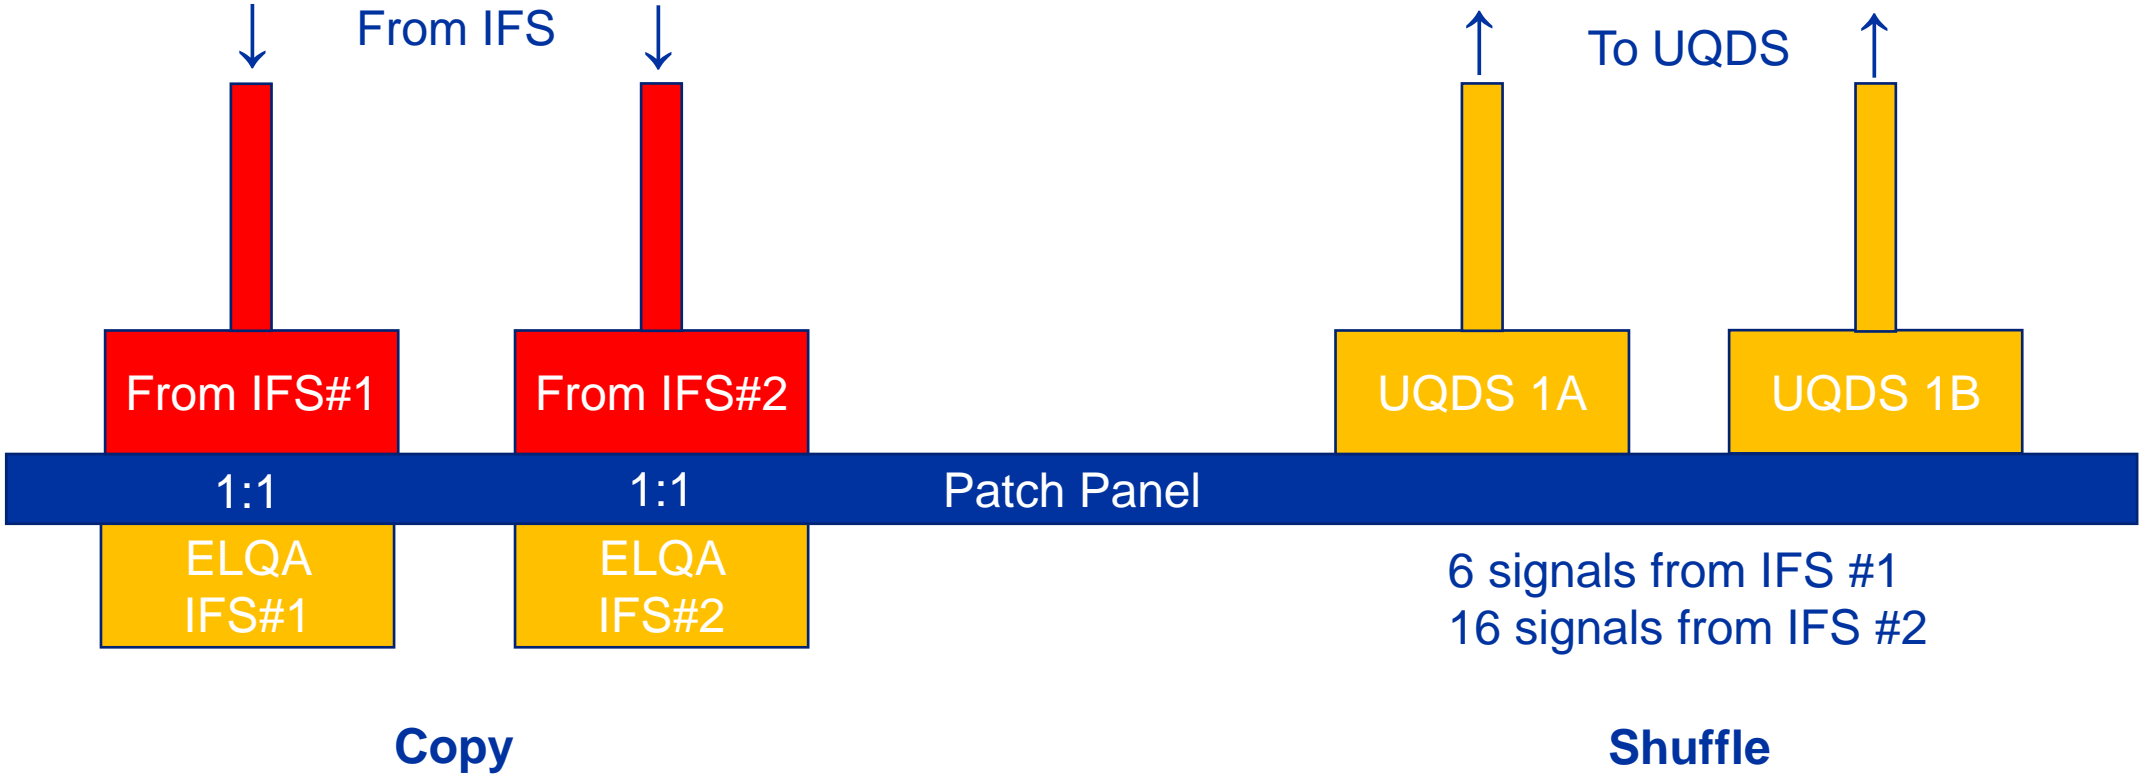 From IFS
To UQDS
From IFS#1
From IFS#2
UQDS 1A
UQDS 1B
1:1
1:1
Patch Panel
ELQA
IFS#1
ELQA
IFS#2
6 signals from IFS #1
16 signals from IFS #2
Copy
Shuffle